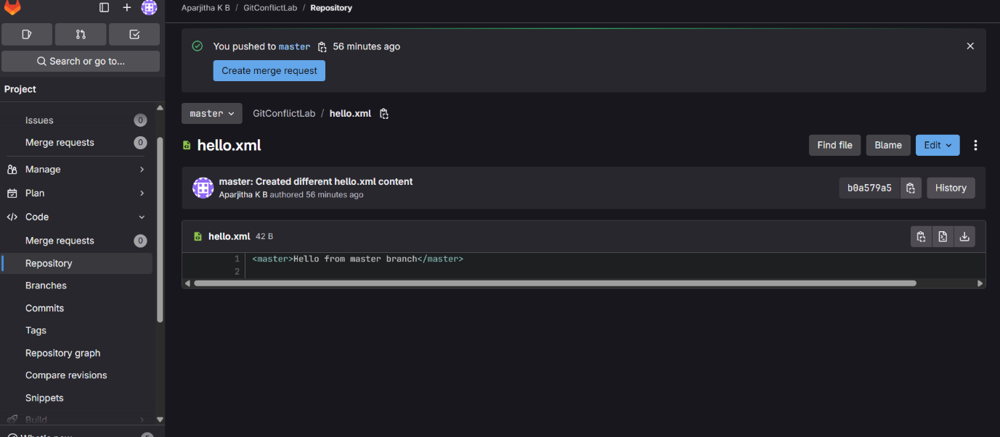 Aparjitha K B / GitConflictLab / Repository
Search or go to...
Project
Issues 0
Merge requests 0
Manage
Plan
Code
Merge requests 0
Repository
Branches
Commits
Tags
Repository graph
Compare revisions
Snippets
Build
What's new
You pushed to master 56 minutes ago
Create merge request
master GitConflictLab / hello.xml
hello.xml
Find file Blame Edit
master: Created different hello.xml content
Aparjitha K B authored 56 minutes ago
b0a579a5 History
hello.xml 42 B
1 <master>Hello from master branch</master>
2